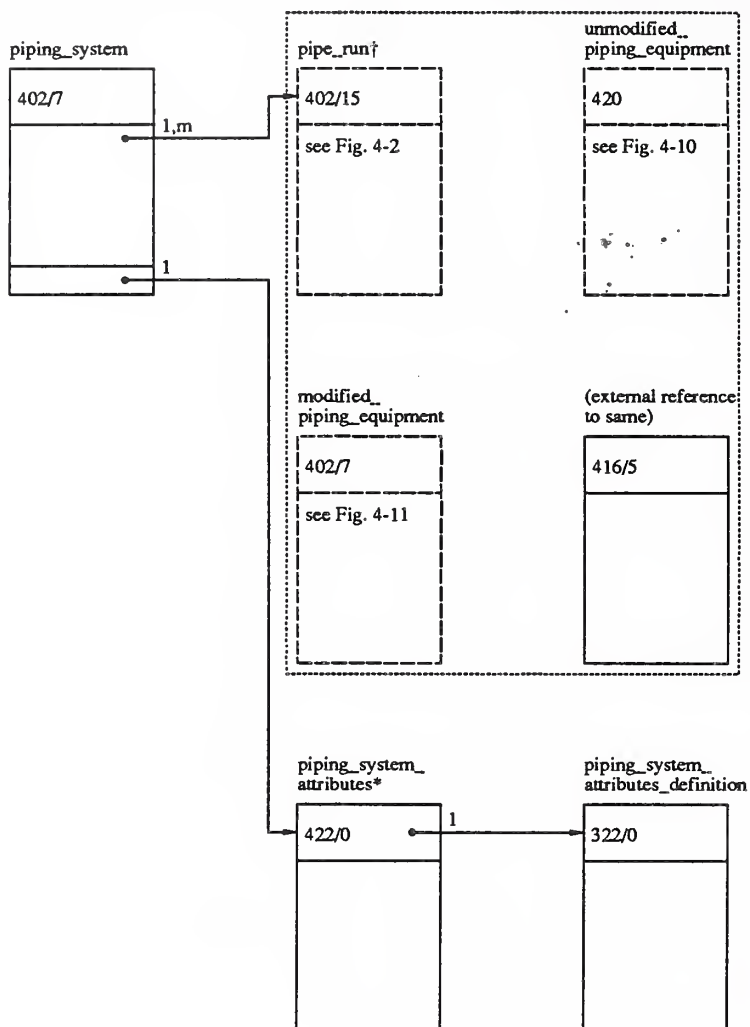 piping_system
402/7
1,m
1
pipe_run†
402/15
see Fig. 4-2
unmodified_
piping_equipment
420
see Fig. 4-10
modified_
piping_equipment
402/7
see Fig. 4-11
(external reference
to same)
416/5
piping_system_
attributes*
422/0
1
piping_system_
attributes_definition
322/0